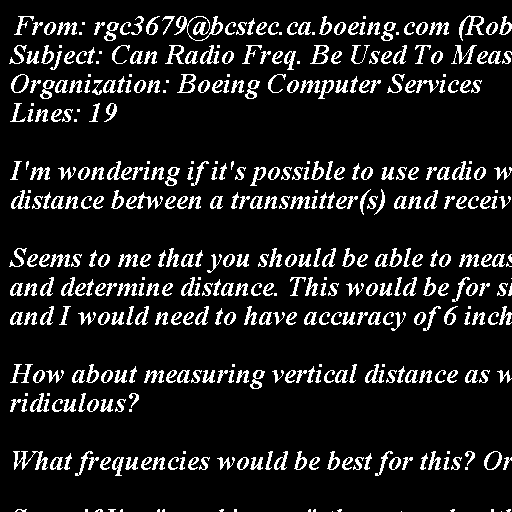 From: rgc3679@bcstec.ca.boeing.com (Rob
Subject: Can Radio Freq. Be Used To Meas
Organization: Boeing Computer Services
Lines: 19
I'm wondering if it's possible to use radio w
distance between a transmitter(s) and receiv
Seems to me that you should be able to meas
and determine distance. This would be for s
and I would need to have accuracy of 6 inch
How about measuring vertical distance as w
ridiculous?
What frequencies would be best for this? Or